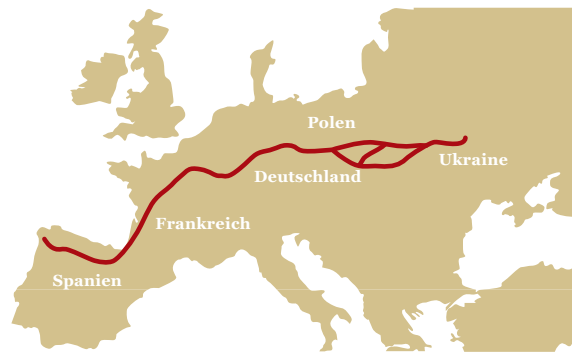 Polen
Ukraine
Deutschland
Frankreich
Spanien